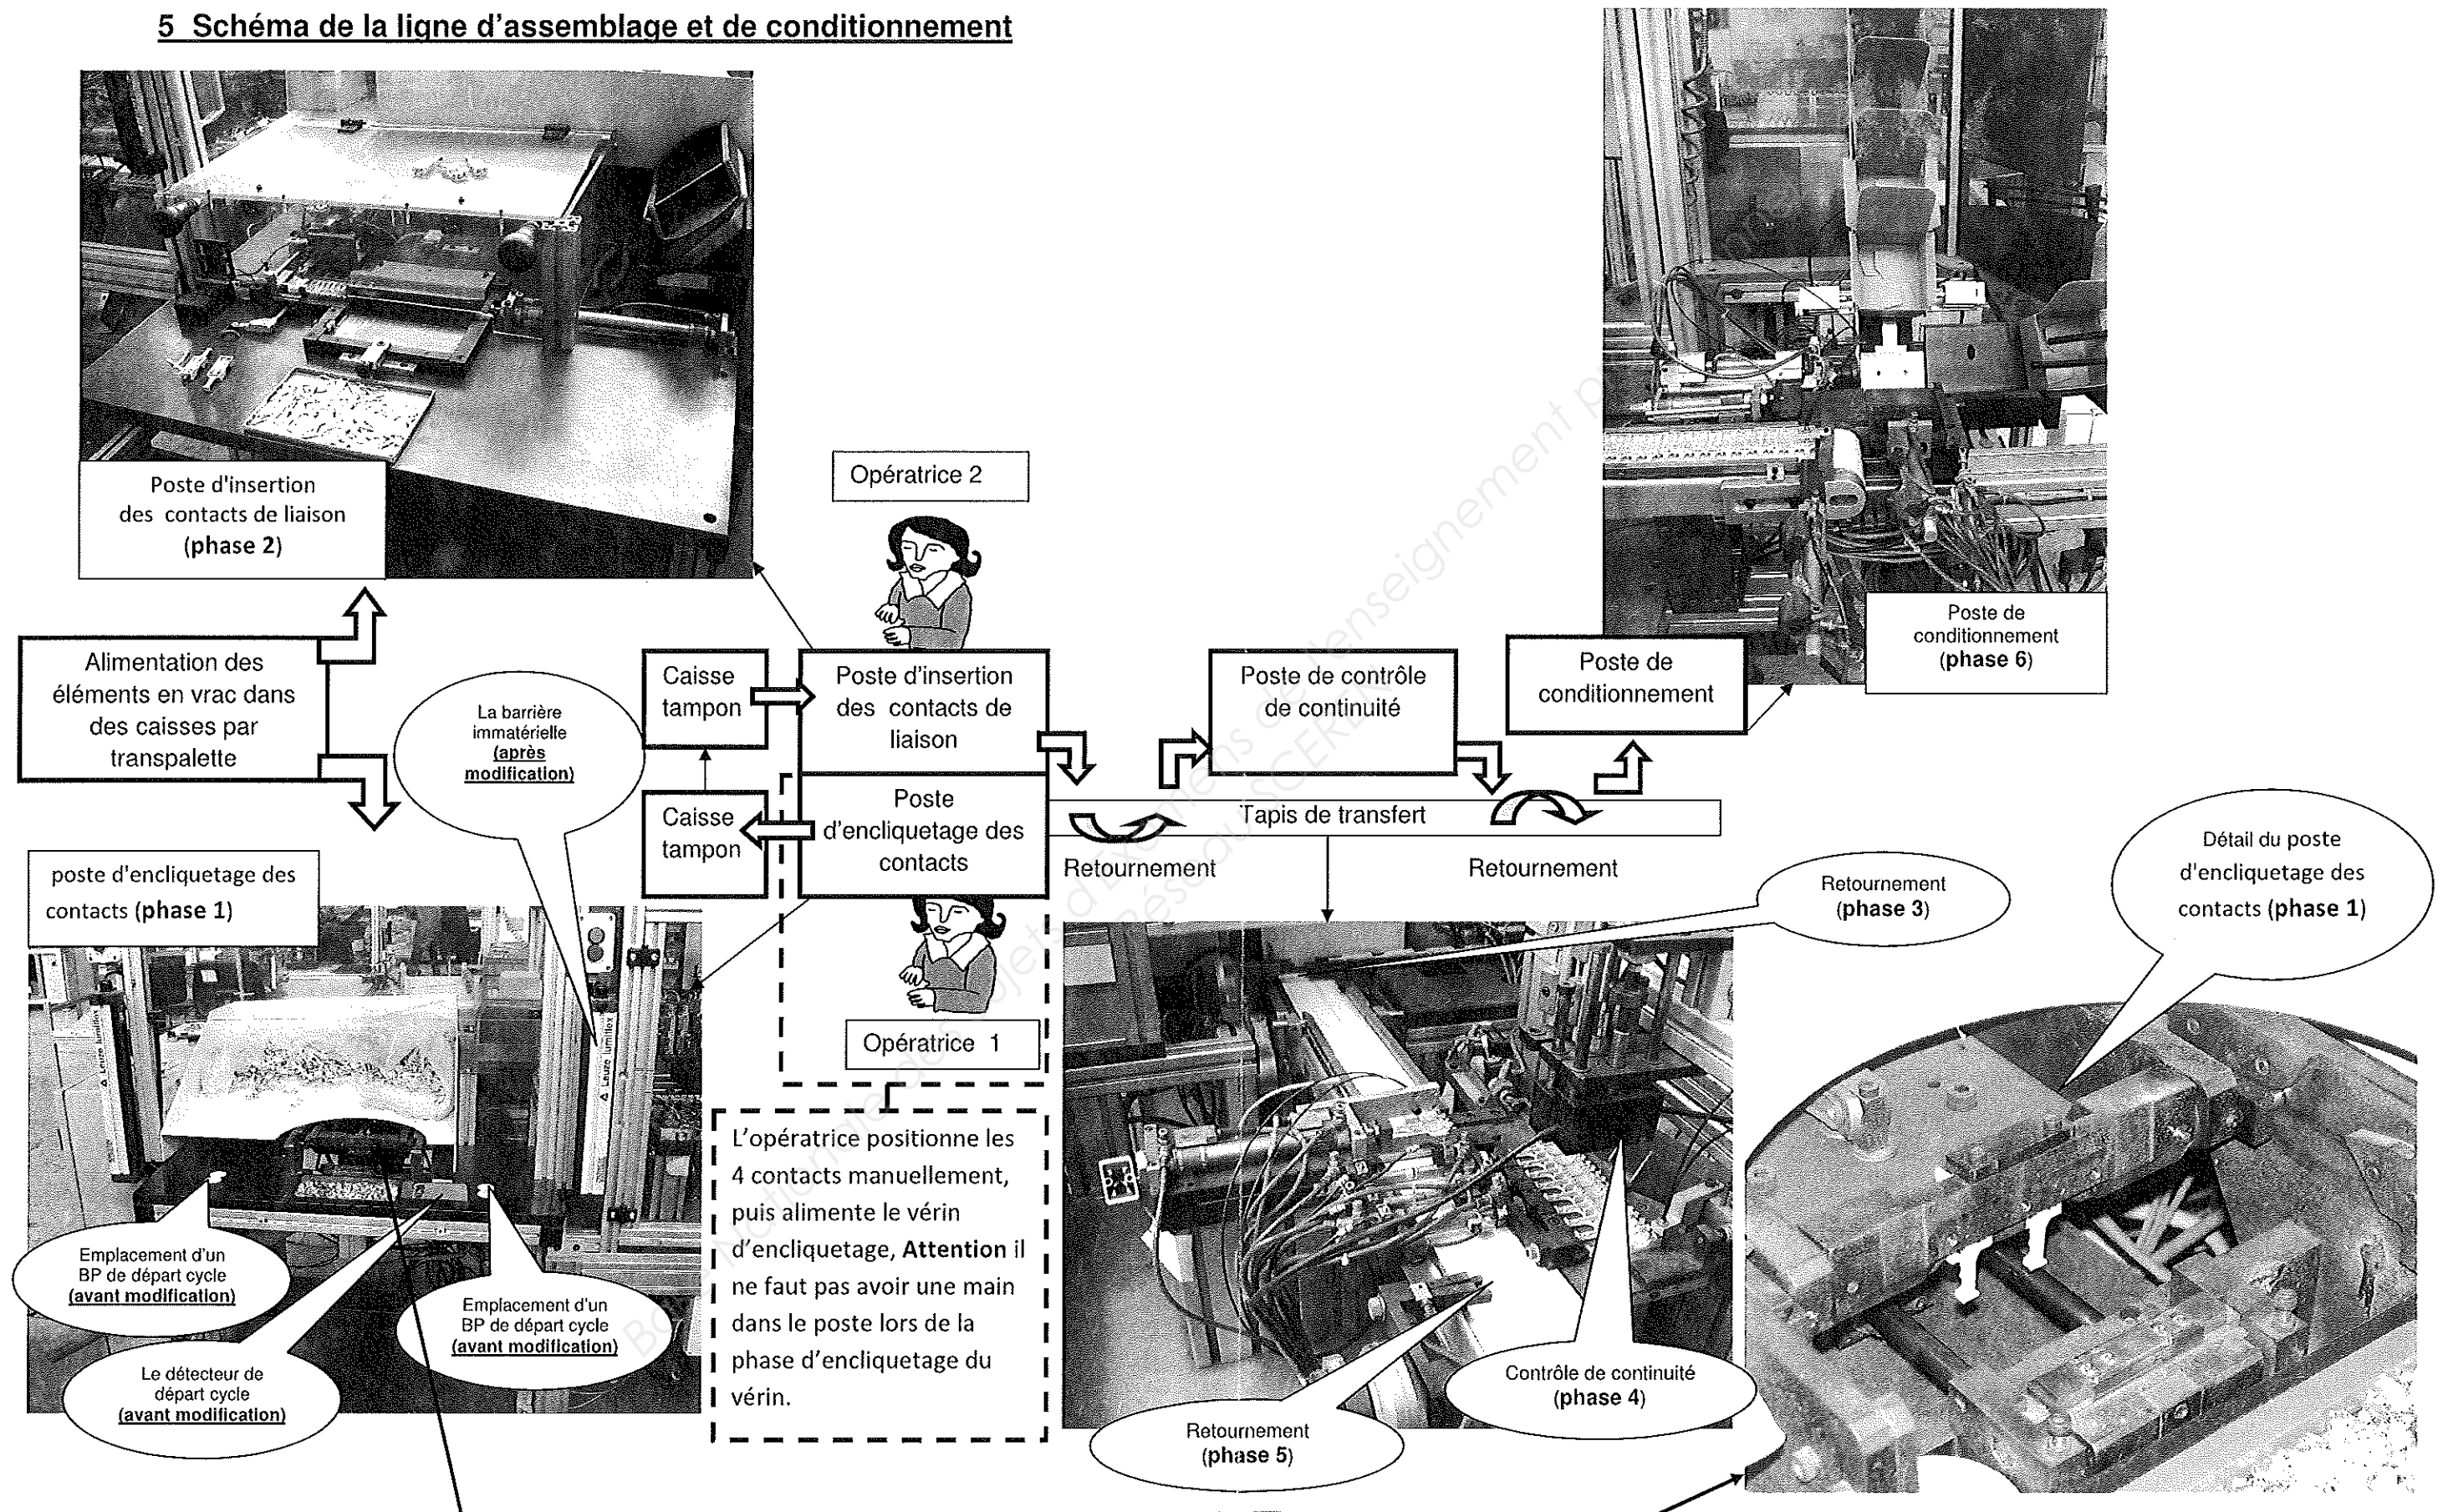 5 Schéma de la ligne d'assemblage et de conditionnement
Poste d'insertion
des contacts de liaison
(phase 2)
Opératrice 2
Poste de
conditionnement
(phase 6)
Alimentation des
éléments en vrac dans
des caisses par
transpalette
La barrière
immatérielle
(après
modification)
Caisse
tampon
Poste d'insertion
des contacts de
liaison
Poste de contrôle
de continuité
Poste de
conditionnement
Caisse
tampon
Poste
d'encliquetage des
contacts
Tapis de transfert
Retournement
Retournement
poste d'encliquetage des
contacts (phase 1)
Retournement
(phase 3)
Détail du poste
d'encliquetage des
contacts (phase 1)
Opératrice 1
Leuze lumiflex
Leuze lumiflex
L'opératrice positionne les
4 contacts manuellement,
puis alimente le vérin
d'encliquetage, Attention il
ne faut pas avoir une main
dans le poste lors de la
phase d'encliquetage du
vérin.
Emplacement d'un
BP de départ cycle
(avant modification)
Emplacement d'un
BP de départ cycle
(avant modification)
Le détecteur de
départ cycle
(avant modification)
Contrôle de continuité
(phase 4)
Retournement
(phase 5)
Réseau SCEREN